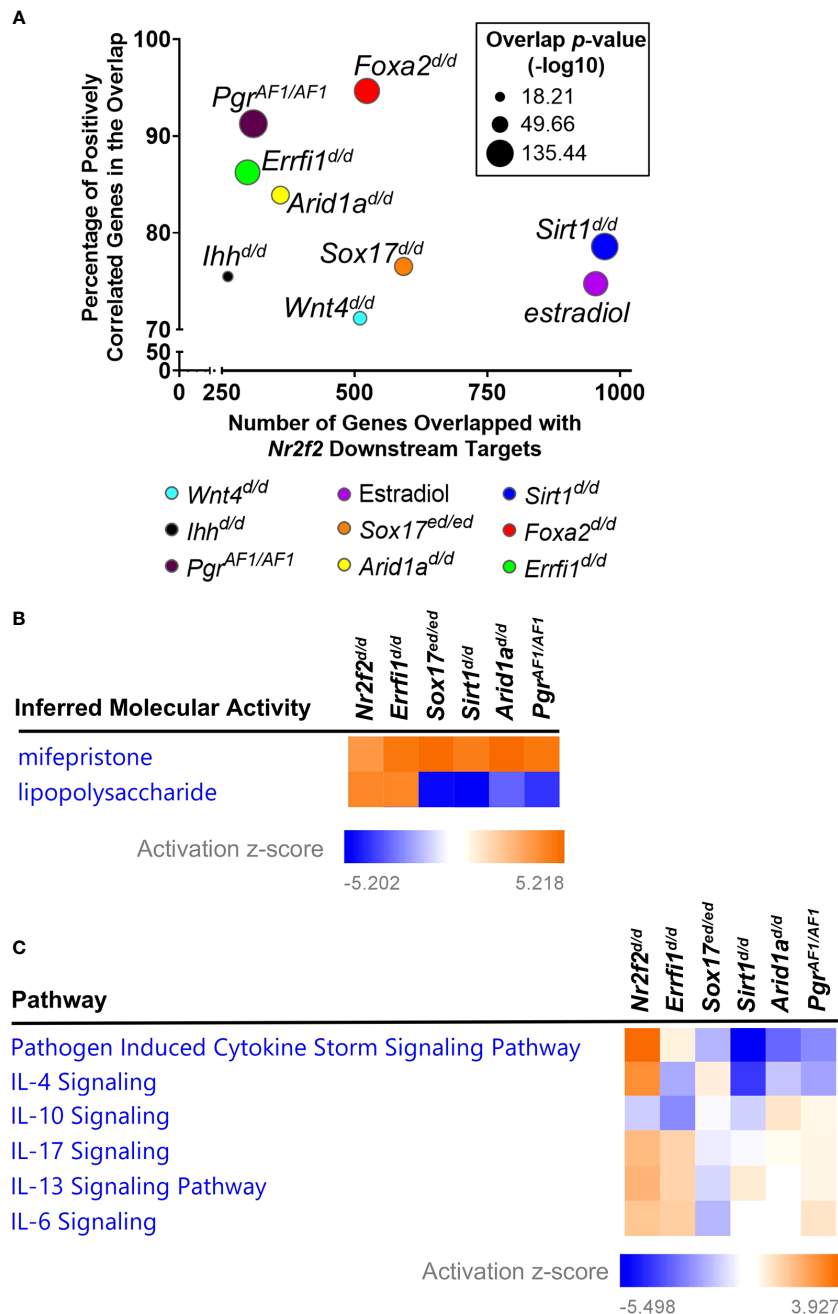 A
Percentage of Positively
Correlated Genes in the Overlap
100
90
80
70
50
0
0 250 500 750 1000
Number of Genes Overlapped with
Nr2f2 Downstream Targets
Overlap p-value
(-log10)
18.21
49.66
135.44
Foxa2d/d
PgrAF1/AF1
Errfi1d/d
Arid1ad/d
Sirt1d/d
Ihhd/d
Sox17d/d
Wnt4d/d
estradiol
Wnt4d/d Estradiol Sirt1d/d
Ihhd/d Sox17ed/ed Foxa2d/d
PgrAF1/AF1 Arid1ad/d Errfi1d/d
B
Inferred Molecular Activity
Nr2f2d/d
Errfi1d/d
Sox17ed/ed
Sirt1d/d
Arid1ad/d
PgrAF1/AF1
mifepristone
lipopolysaccharide
Activation z-score
-5.202 5.218
C
Pathway
Nr2f2d/d
Errfi1d/d
Sox17ed/ed
Sirt1d/d
Arid1ad/d
PgrAF1/AF1
Pathogen Induced Cytokine Storm Signaling Pathway
IL-4 Signaling
IL-10 Signaling
IL-17 Signaling
IL-13 Signaling Pathway
IL-6 Signaling
Activation z-score
-5.498 3.927